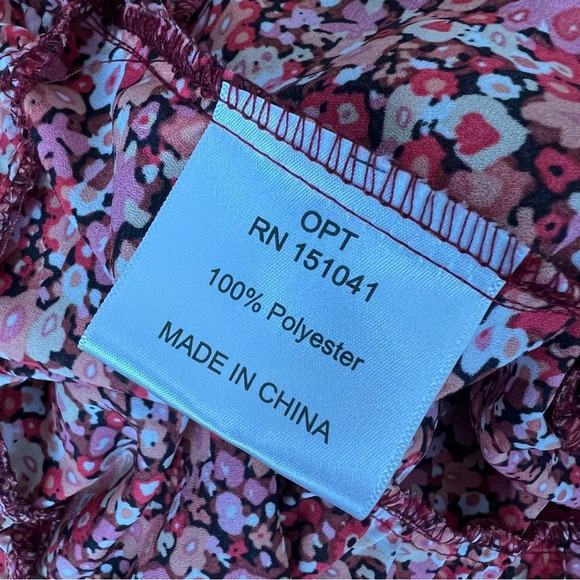 OPT
RN 151041
100% Polyester
MADE IN CHINA